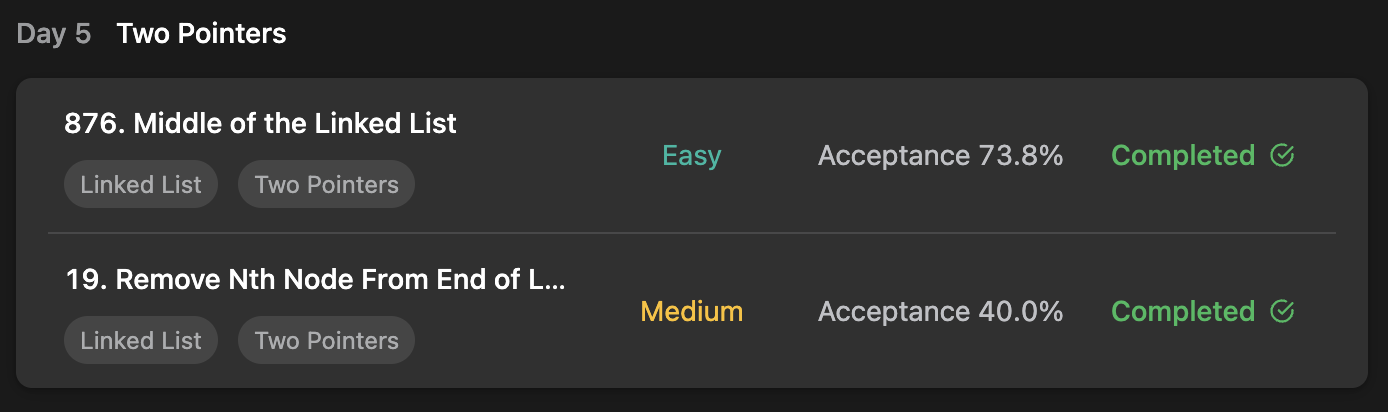 Day 5 Two Pointers
876. Middle of the Linked List
Easy Acceptance 73.8% Completed
Linked List Two Pointers
19. Remove Nth Node From End of L...
Medium Acceptance 40.0% Completed
Linked List Two Pointers